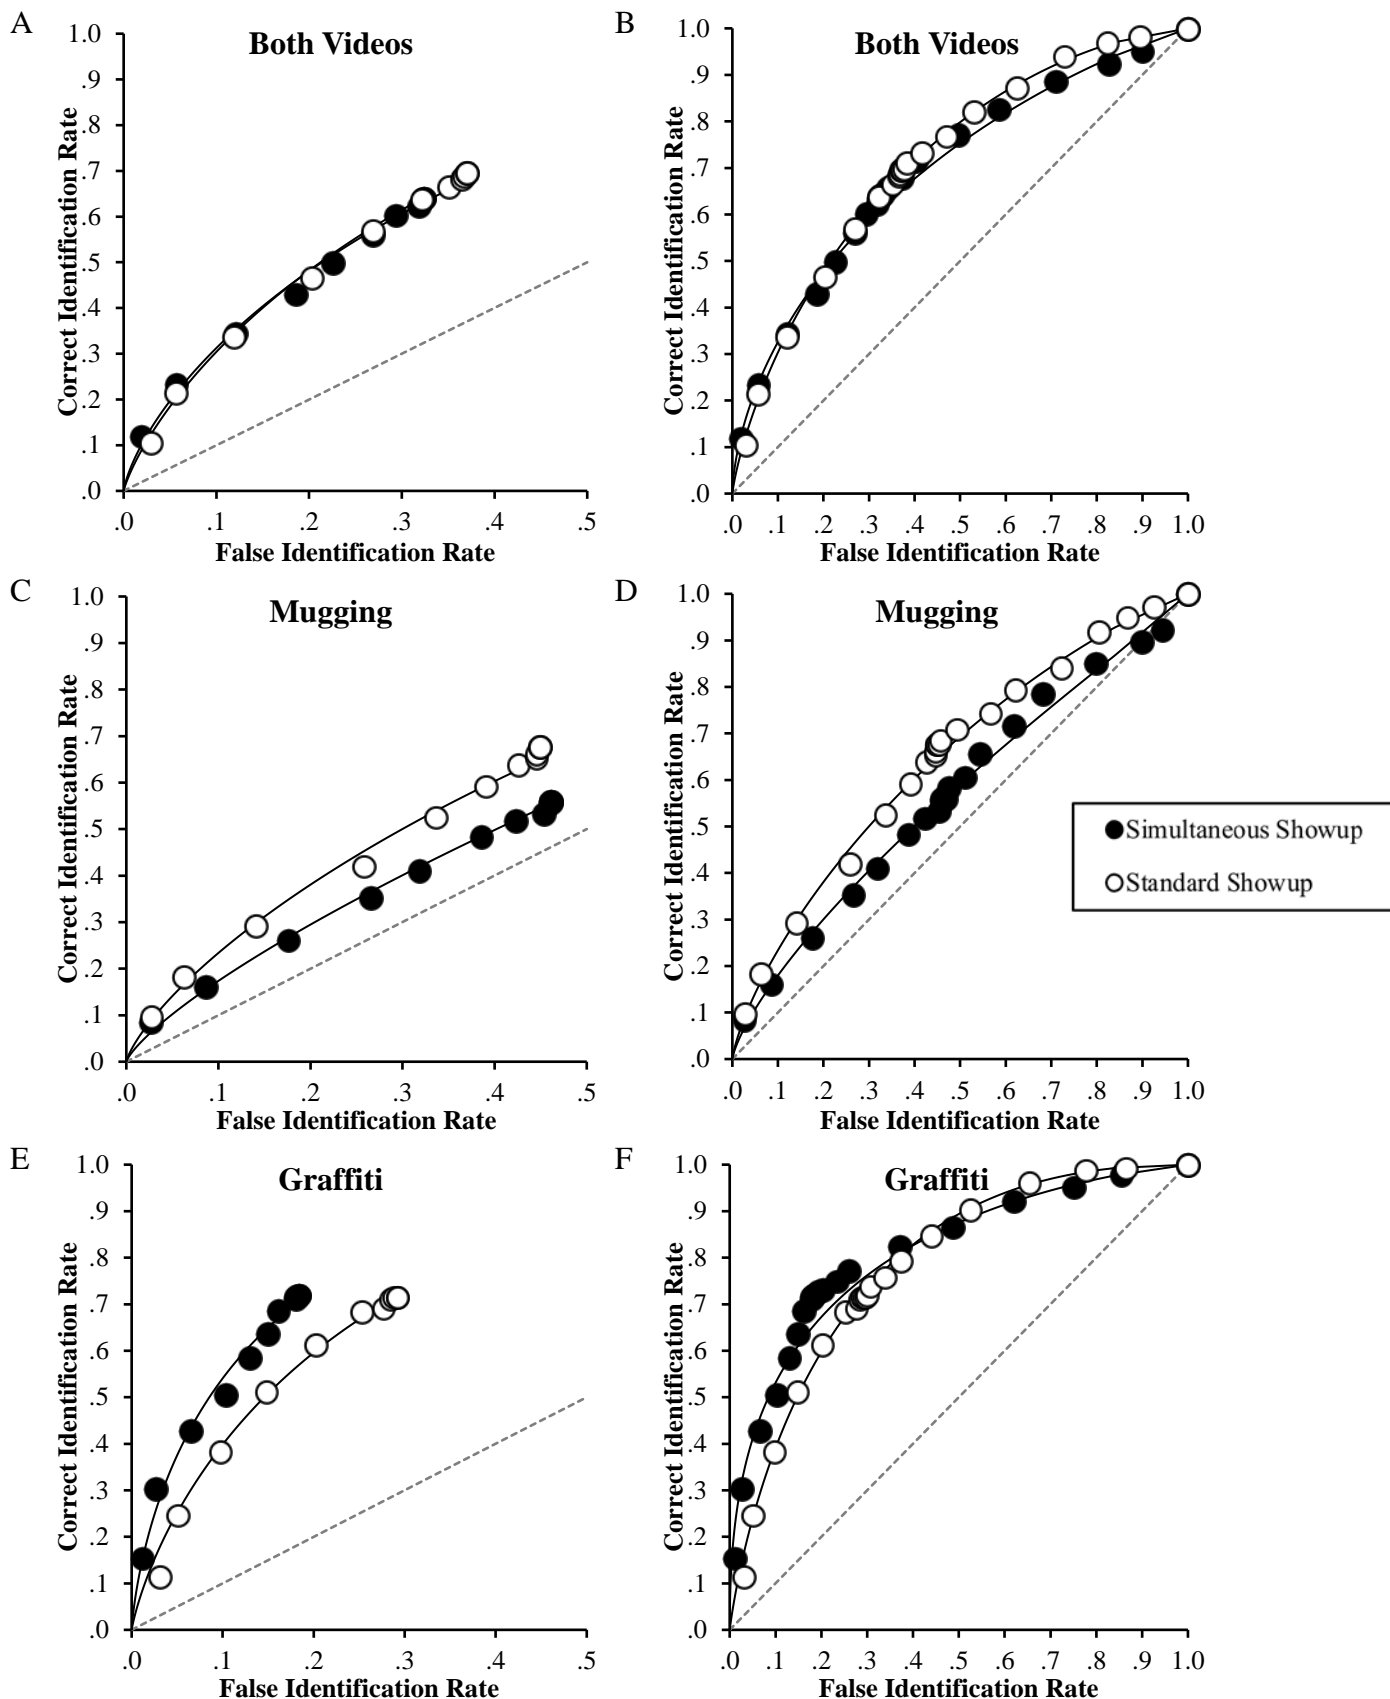 A
Both Videos
1.0
.9
.8
.7
.6
.5
.4
.3
.2
.1
.0
Correct Identification Rate
.0 .1 .2 .3 .4 .5
False Identification Rate
B
Both Videos
1.0
.9
.8
.7
.6
.5
.4
.3
.2
.1
.0
Correct Identification Rate
.0 .1 .2 .3 .4 .5 .6 .7 .8 .9 1.0
False Identification Rate
C
Mugging
1.0
.9
.8
.7
.6
.5
.4
.3
.2
.1
.0
Correct Identification Rate
.0 .1 .2 .3 .4 .5
False Identification Rate
D
Mugging
1.0
.9
.8
.7
.6
.5
.4
.3
.2
.1
.0
Correct Identification Rate
.0 .1 .2 .3 .4 .5 .6 .7 .8 .9 1.0
False Identification Rate
Simultaneous Showup
Standard Showup
E
Graffiti
1.0
.9
.8
.7
.6
.5
.4
.3
.2
.1
.0
Correct Identification Rate
.0 .1 .2 .3 .4 .5
False Identification Rate
F
Graffiti
1.0
.9
.8
.7
.6
.5
.4
.3
.2
.1
.0
Correct Identification Rate
.0 .1 .2 .3 .4 .5 .6 .7 .8 .9 1.0
False Identification Rate